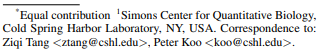 *Equal contribution 1Simons Center for Quantitative Biology,
Cold Spring Harbor Laboratory, NY, USA. Correspondence to:
Ziqi Tang <ztang@cshl.edu>, Peter Koo <koo@cshl.edu>.